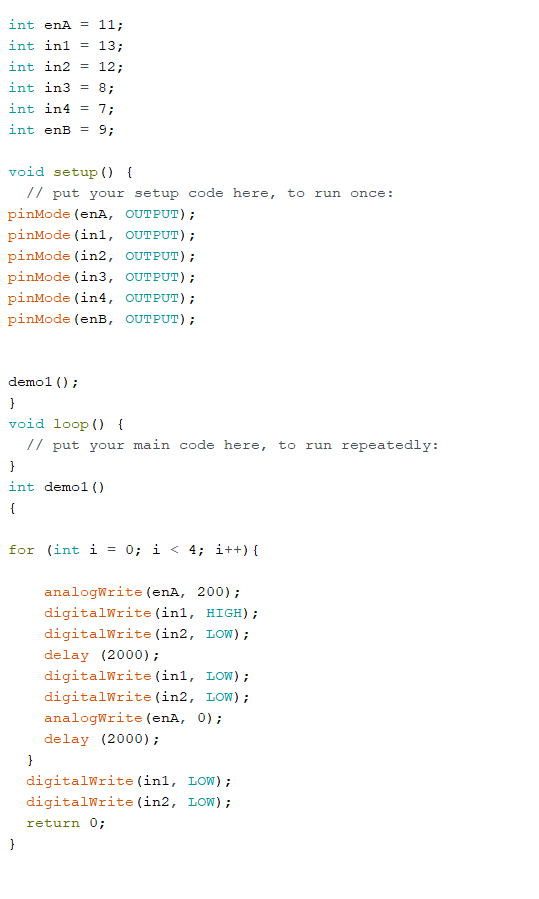 int enA = 11;
int in1 = 13;
int in2 = 12;
int in3 = 8;
int in4 = 7;
int enB = 9;
void setup() {
// put your setup code here, to run once:
pinMode(enA, OUTPUT);
pinMode(in1, OUTPUT);
pinMode(in2, OUTPUT);
pinMode(in3, OUTPUT);
pinMode(in4, OUTPUT);
pinMode(enB, OUTPUT);
demo1();
}
void loop() {
// put your main code here, to run repeatedly:
}
int demo1()
{
for (int i = 0; i < 4; i++){
analogWrite(enA, 200);
digitalWrite(in1, HIGH);
digitalWrite(in2, LOW);
delay (2000);
digitalWrite(in1, LOW);
digitalWrite(in2, LOW);
analogWrite(enA, 0);
delay (2000);
}
digitalWrite(in1, LOW);
digitalWrite(in2, LOW);
return 0;
}